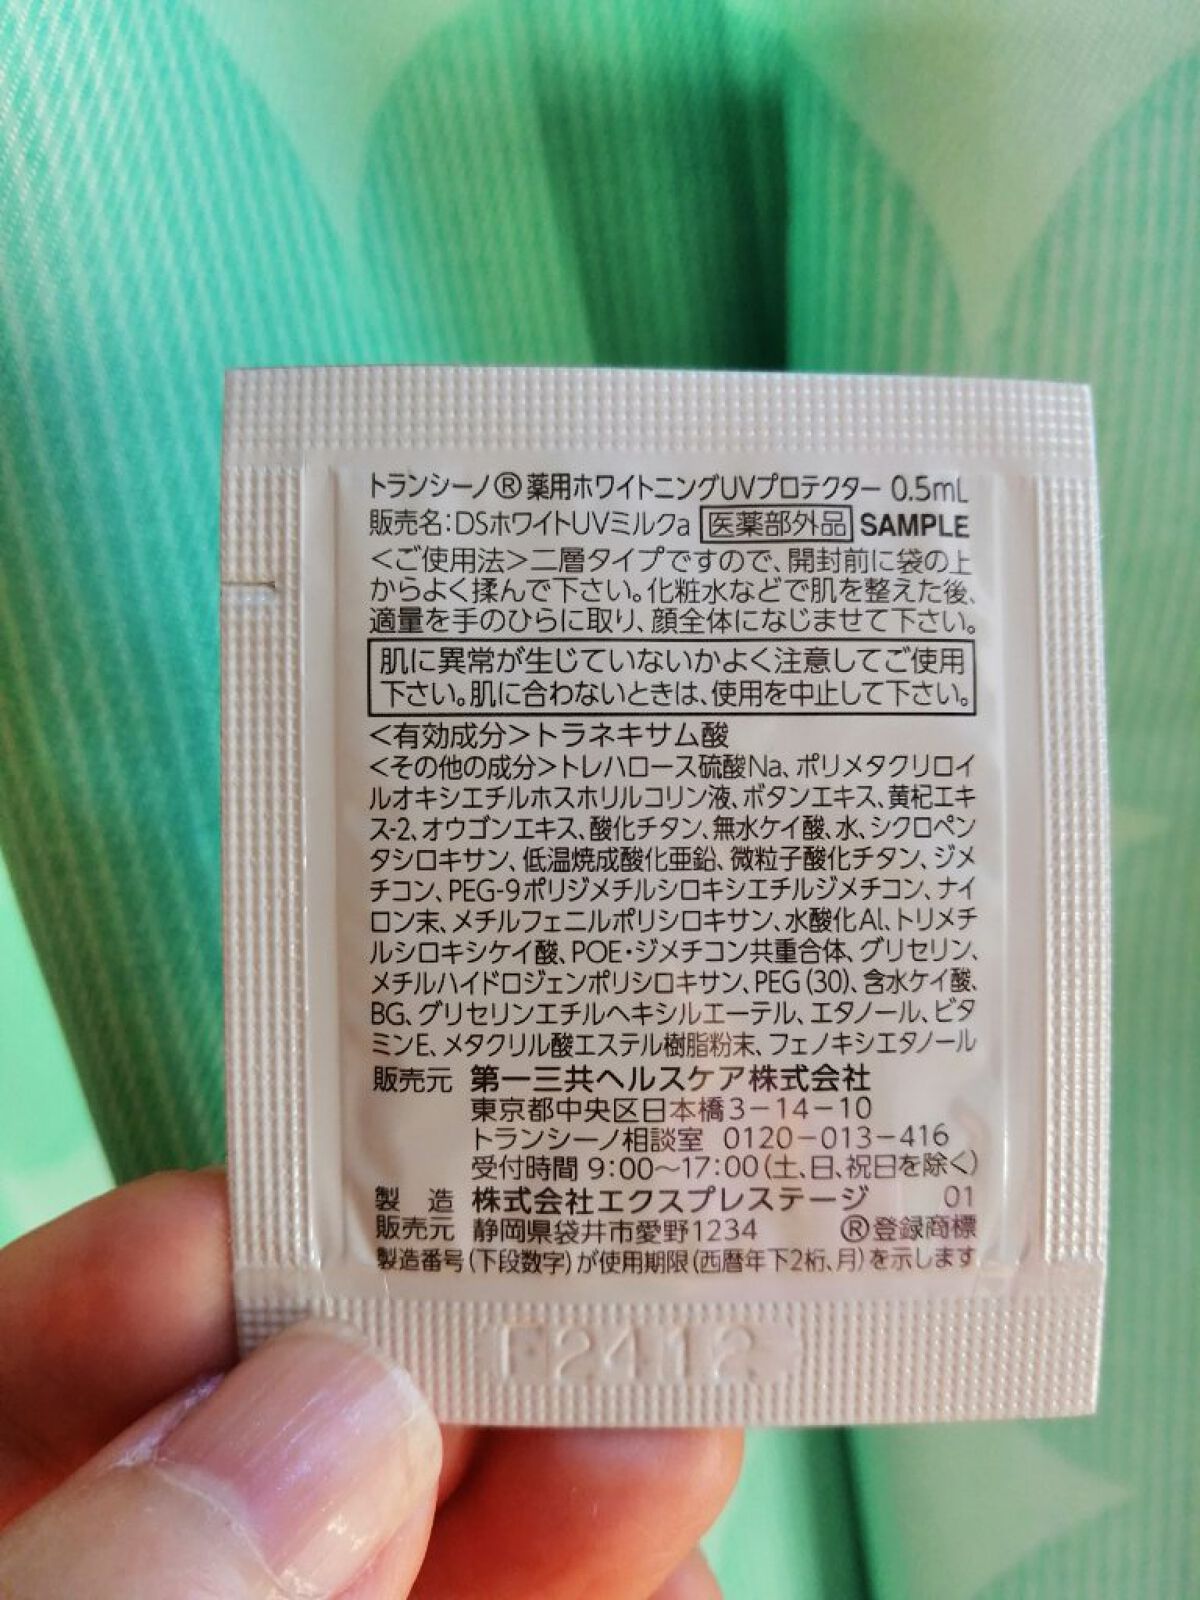 トランシーノ®薬用ホワイトニングUVプロテクター 0.5mL
販売名:DSホワイトUVミルクa 医薬部外品 SAMPLE
<ご使用法>二層タイプですので、開封前に袋の上
からよく揉んで下さい。化粧水などで肌を整えた後、
適量を手のひらに取り、顔全体になじませて下さい。
肌に異常が生じていないかよく注意してご使用
下さい。肌に合わないときは、使用を中止して下さい。
<有効成分>トラネキサム酸
<その他の成分>トレハロース硫酸Na、ポリメタクリロイ
ルオキシエチルホスホリルコリン液、ボタンエキス、黄杞エキ
ス-2、オウゴンエキス、酸化チタン、無水ケイ酸、水、シクロペン
タシロキサン、低温焼成酸化亜鉛、微粒子酸化チタン、ジメ
チコン、PEG-9ポリジメチルシロキシエチルジメチコン、ナイ
ロン末、メチルフェニルポリシロキサン、水酸化Al、トリメチ
ルシロキシケイ酸、POE・ジメチコン共重合体、グリセリン、
メチルハイドロジェンポリシロキサン、PEG(30)、含水ケイ酸、
BG、グリセリンエチルヘキシルエーテル、エタノール、ビタ
ミンE、メタクリル酸エステル樹脂粉末、フェノキシエタノール
販売元 第一三共ヘルスケア株式会社
東京都中央区日本橋3-14-10
トランシーノ相談室 0120-013-416
受付時間 9:00〜17:00(土、日、祝日を除く)
製 造 株式会社エクスプレステージ 01
販売元 静岡県袋井市愛野1234 ®登録商標
製造番号(下段数字)が使用期限(西暦年下2桁、月)を示します
F2412